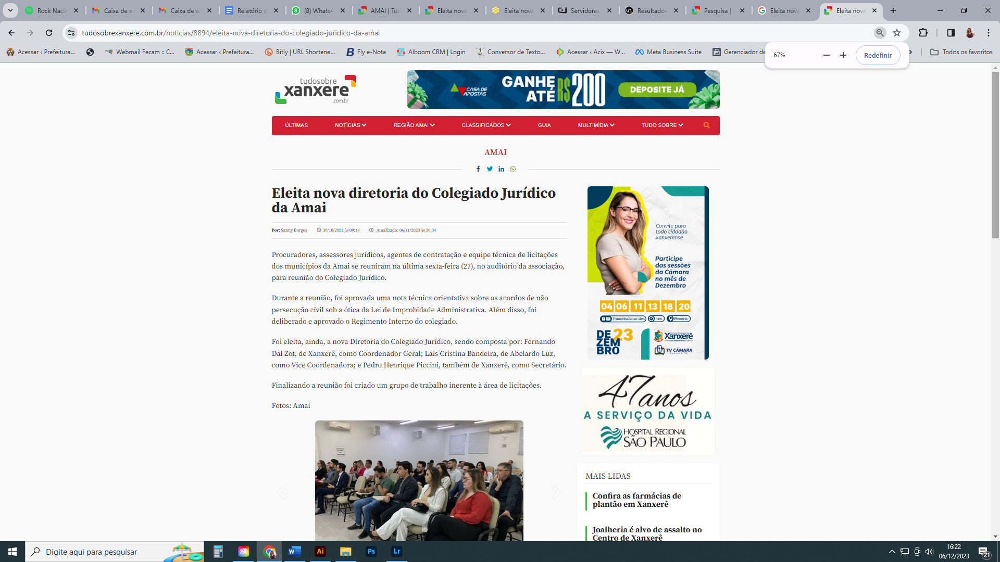 Rock Naci
Caixa de e
Caixa de e
Relatório d
(8) WhatsA
AMAI | Tud
Eleita nova
Eleita nova
Servidores
Resultados
Pesquisa |
Eleita nova
Eleita nova
tudosobrexanxere.com.br/noticias/8894/eleita-nova-diretoria-do-colegiado-juridico-da-amai
Acessar ‹ Prefeitura...
Webmail Fecam :: C...
Acessar ‹ Prefeitura...
Bitly | URL Shortene...
Fly e-Nota
Alboom CRM | Login
Conversor de Texto...
Acessar ‹ Acix — W...
Meta Business Suite
Gerenciador de
Todos os favoritos
67%
Redefinir
tudosobre
xanxere
.com.br
CASA DE
APOSTAS
GANHE
ATÉ
R$200
DEPOSITE JÁ
ÚLTIMAS
NOTÍCIAS
REGIÃO AMAI
CLASSIFICADOS
GUIA
MULTIMÍDIA
TUDO SOBRE
AMAI
Eleita nova diretoria do Colegiado Jurídico
da Amai
Por: Sanny Borges 30/10/2023 às 09:14 Atualizado: 06/11/2023 às 20:34
Procuradores, assessores jurídicos, agentes de contratação e equipe técnica de licitações
dos municípios da Amai se reuniram na última sexta-feira (27), no auditório da associação,
para reunião do Colegiado Jurídico.
Durante a reunião, foi aprovada uma nota técnica orientativa sobre os acordos de não
persecução civil sob a ótica da Lei de Improbidade Administrativa. Além disso, foi
deliberado e aprovado o Regimento Interno do colegiado.
Foi eleita, ainda, a nova Diretoria do Colegiado Jurídico, sendo composta por: Fernando
Dal Zot, de Xanxerê, como Coordenador Geral; Lais Cristina Bandeira, de Abelardo Luz,
como Vice Coordenadora; e Pedro Henrique Piccini, também de Xanxerê, como Secretário.
Finalizando a reunião foi criado um grupo de trabalho inerente à área de licitações.
Fotos: Amai
Convite para
todo cidadão
xanxerense
Participe
das sessões
da Câmara
no mês de
Dezembro
04 06 11 13 18 20
Transmissão ao vivo
19h
Plenário
DE 23
ZEM
BRO
Xanxerê
TV CÂMARA
Xanxerê/SC
47anos
A SERVIÇO DA VIDA
HOSPITAL REGIONAL
SÃO PAULO
MAIS LIDAS
Confira as farmácias de
plantão em Xanxerê
Joalheria é alvo de assalto no
Centro de Xanxerê
Digite aqui para pesquisar
W
Ai
Ps
Lr
16:22
06/12/2023
21